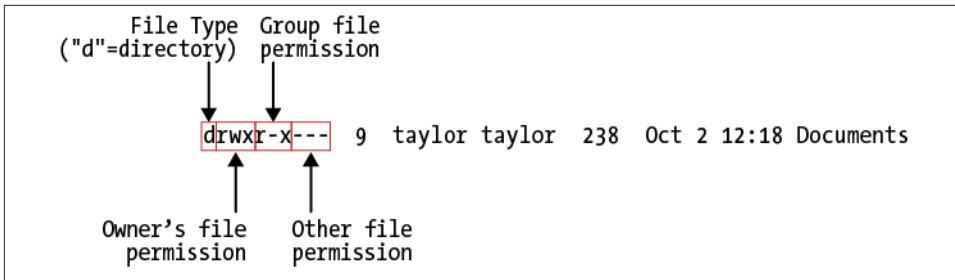 File Type Group file
("d"=directory) permission
drwxr-x--- 9 taylor taylor 238 Oct 2 12:18 Documents
Owner’s file Other file
permission permission